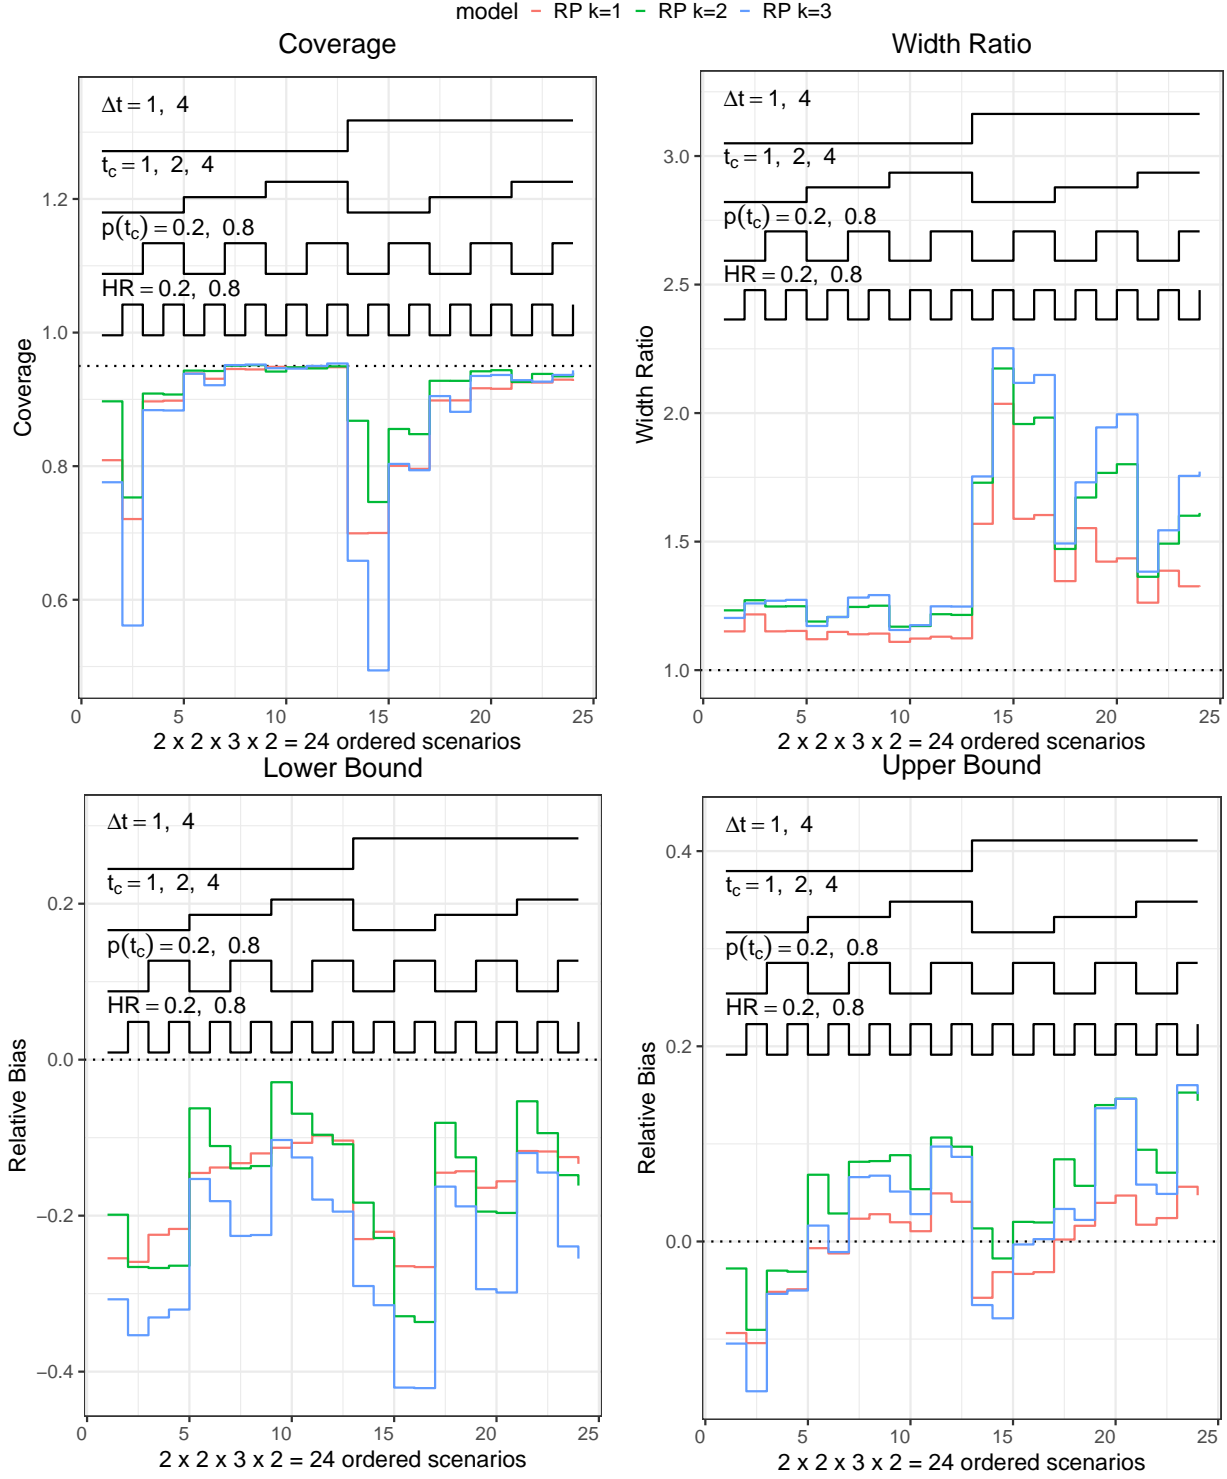 model RP k=1 RP k=2 RP k=3
Coverage
Δt = 1, 4
t_c = 1, 2, 4
p(t_c) = 0.2, 0.8
HR = 0.2, 0.8
1.2
1.0
0.8
0.6
Coverage
0 5 10 15 20 25
2 x 2 x 3 x 2 = 24 ordered scenarios
Width Ratio
Δt = 1, 4
t_c = 1, 2, 4
p(t_c) = 0.2, 0.8
HR = 0.2, 0.8
3.0
2.5
2.0
1.5
1.0
Width Ratio
0 5 10 15 20 25
2 x 2 x 3 x 2 = 24 ordered scenarios
Lower Bound
Δt = 1, 4
t_c = 1, 2, 4
p(t_c) = 0.2, 0.8
HR = 0.2, 0.8
0.2
0.0
−0.2
−0.4
Relative Bias
0 5 10 15 20 25
2 x 2 x 3 x 2 = 24 ordered scenarios
Upper Bound
Δt = 1, 4
t_c = 1, 2, 4
p(t_c) = 0.2, 0.8
HR = 0.2, 0.8
0.4
0.2
0.0
Relative Bias
0 5 10 15 20 25
2 x 2 x 3 x 2 = 24 ordered scenarios